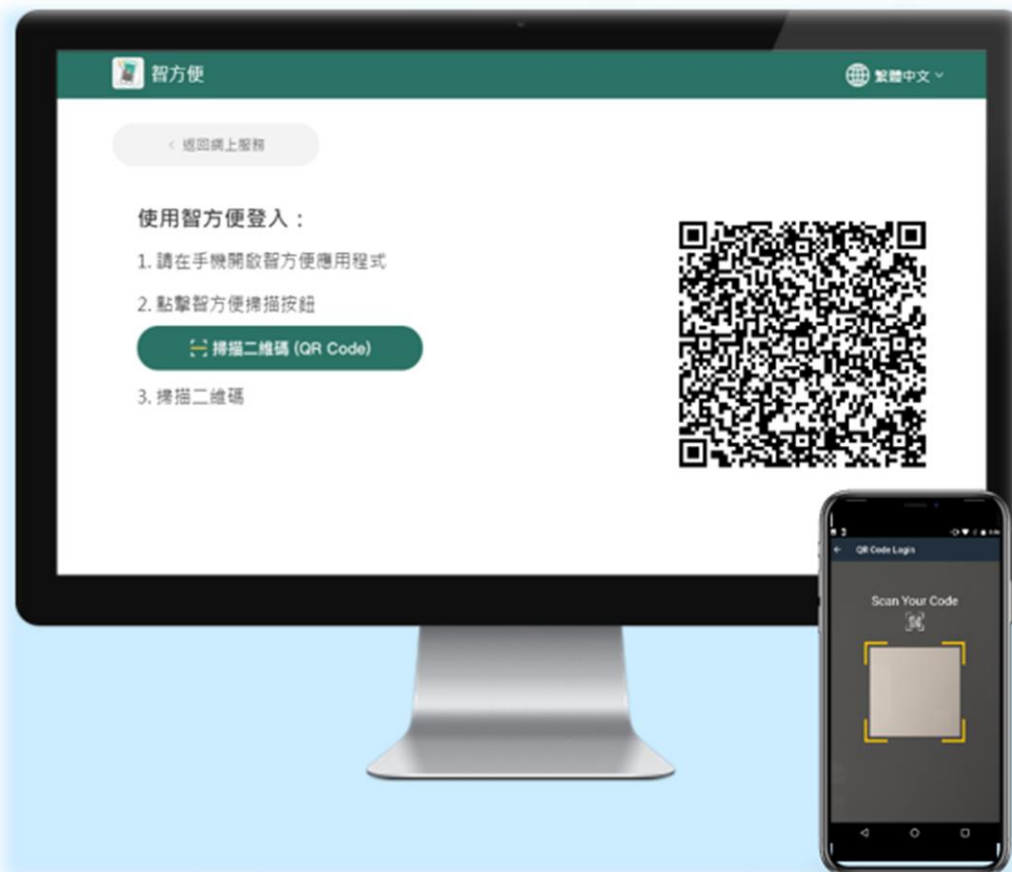 智方便
繁體中文
< 返回網上服務
使用智方便登入：
1. 請在手機開啟智方便應用程式
2. 點擊智方便掃描按鈕
掃描二維碼 (QR Code)
3. 掃描二維碼
QR Code Login
Scan Your Code